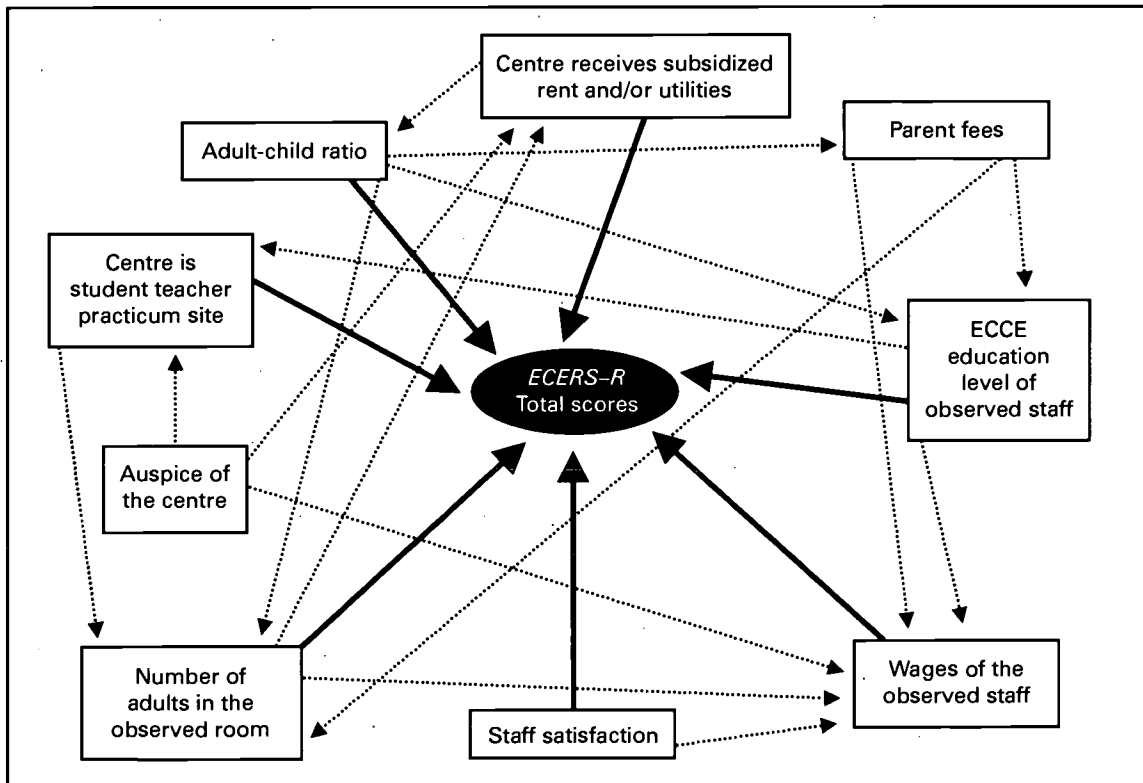 Centre receives subsidized
rent and/or utilities
Parent fees
Adult-child ratio
Centre is
student teacher
practicum site
ECCE
education
level of
observed staff
ECERS–R
Total scores
Auspice of
the centre
Number of
adults in the
observed room
Wages of the
observed staff
Staff satisfaction